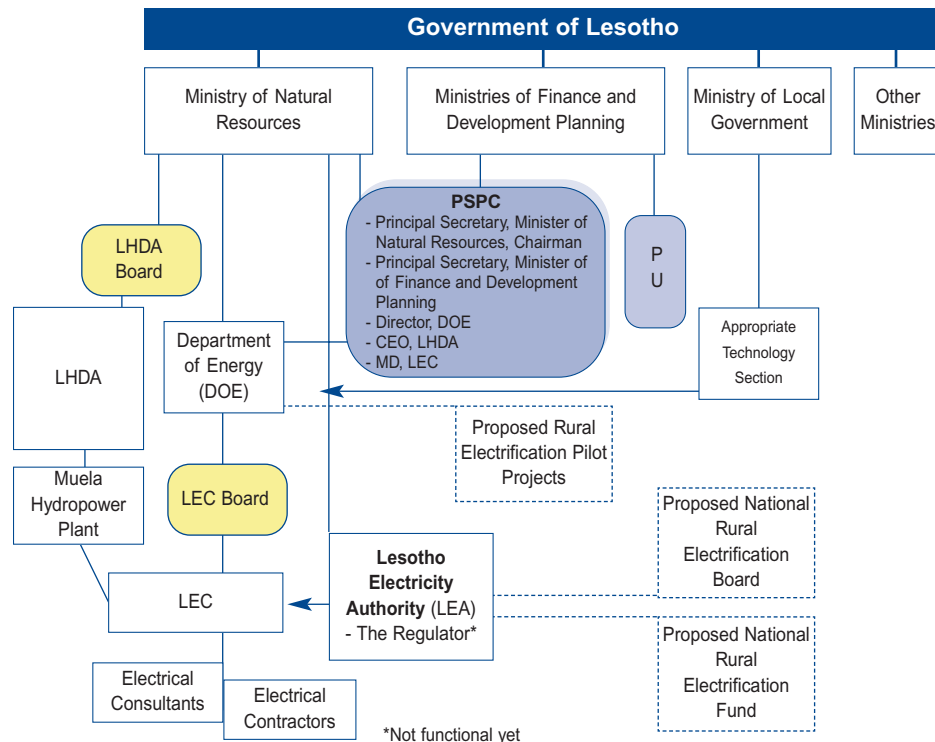 Government of Lesotho
Ministry of Natural
Resources
Ministries of Finance and
Development Planning
Ministry of Local
Government
Other
Ministries
PSPC
- Principal Secretary, Minister of
Natural Resources, Chairman
- Principal Secretary, Minister of
of Finance and Development
Planning
- Director, DOE
- CEO, LHDA
- MD, LEC
P
U
LHDA
Board
LHDA
Department
of Energy
(DOE)
Appropriate
Technology
Section
Proposed Rural
Electrification Pilot
Projects
Muela
Hydropower
Plant
LEC Board
Proposed National
Rural
Electrification
Board
Lesotho
Electricity
Authority (LEA)
- The Regulator*
LEC
Proposed National
Rural
Electrification
Fund
Electrical
Consultants
Electrical
Contractors
*Not functional yet